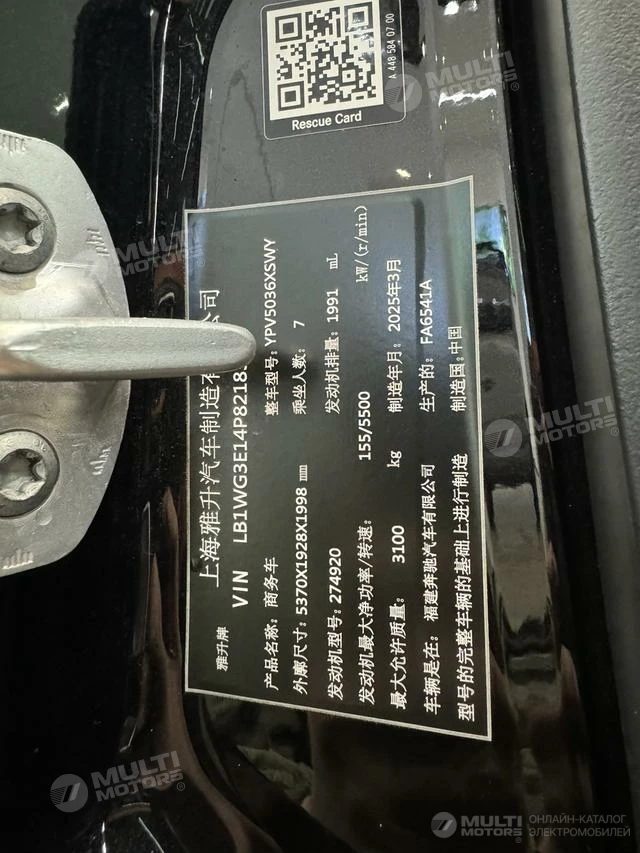 A 448 584 07 00
Rescue Card
上海雅升汽车制造有 公司
雅升牌 VIN LB1WG3E14P8218
产品名称: 商务车 整车型号: YPV5036XSWY
外廓尺寸: 5370X1928X1998 mm 乘坐人数: 7
发动机型号: 274920 发动机排量: 1991 mL
发动机最大净功率/转速: 155/5500 kW/(r/min)
最大允许质量: 3100 kg 制造年月: 2025年3月
车辆是在: 福建奔驰汽车有限公司 生产的: FA6541A
型号的完整车辆的基础上进行制造 制造国: 中国
MULTI
MOTORS®
MULTI
MOTORS®
MULTI
MOTORS®
MULTI
MOTORS®
MULTI
MOTORS®
ОНЛАЙН-КАТАЛОГ
ЭЛЕКТРОМОБИЛЕЙ